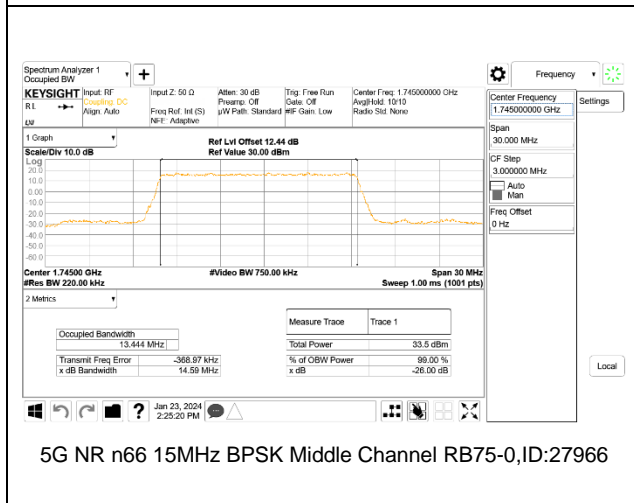 Spectrum Analyzer 1
Occupied BW
Frequency
KEYSIGHT
Input: RF
Input Z: 50 Ω
Atten: 30 dB
Trig: Free Run
Center Freq: 1.745000000 GHz
RL
Coupling: DC
Preamp: Off
Gate: Off
Avg|Hold: 10/10
Align: Auto
Freq Ref: Int (S)
µW Path: Standard
#IF Gain: Low
Radio Std: None
NFE: Adaptive
Center Frequency
1.745000000 GHz
Settings
Span
30.000 MHz
CF Step
3.000000 MHz
Auto
Man
Freq Offset
0 Hz
1 Graph
Ref Lvl Offset 12.44 dB
Scale/Div 10.0 dB
Ref Value 30.00 dBm
Log
20.0
10.0
0.00
-10.0
-20.0
-30.0
-40.0
-50.0
-60.0
Center 1.74500 GHz
#Video BW 750.00 kHz
Span 30 MHz
#Res BW 220.00 kHz
Sweep 1.00 ms (1001 pts)
2 Metrics
Measure Trace
Trace 1
Occupied Bandwidth
13.444 MHz
Total Power
33.5 dBm
Transmit Freq Error
-368.97 kHz
% of OBW Power
99.00 %
x dB Bandwidth
14.59 MHz
x dB
-26.00 dB
Local
Jan 23, 2024
2:25:20 PM
5G NR n66 15MHz BPSK Middle Channel RB75-0,ID:27966